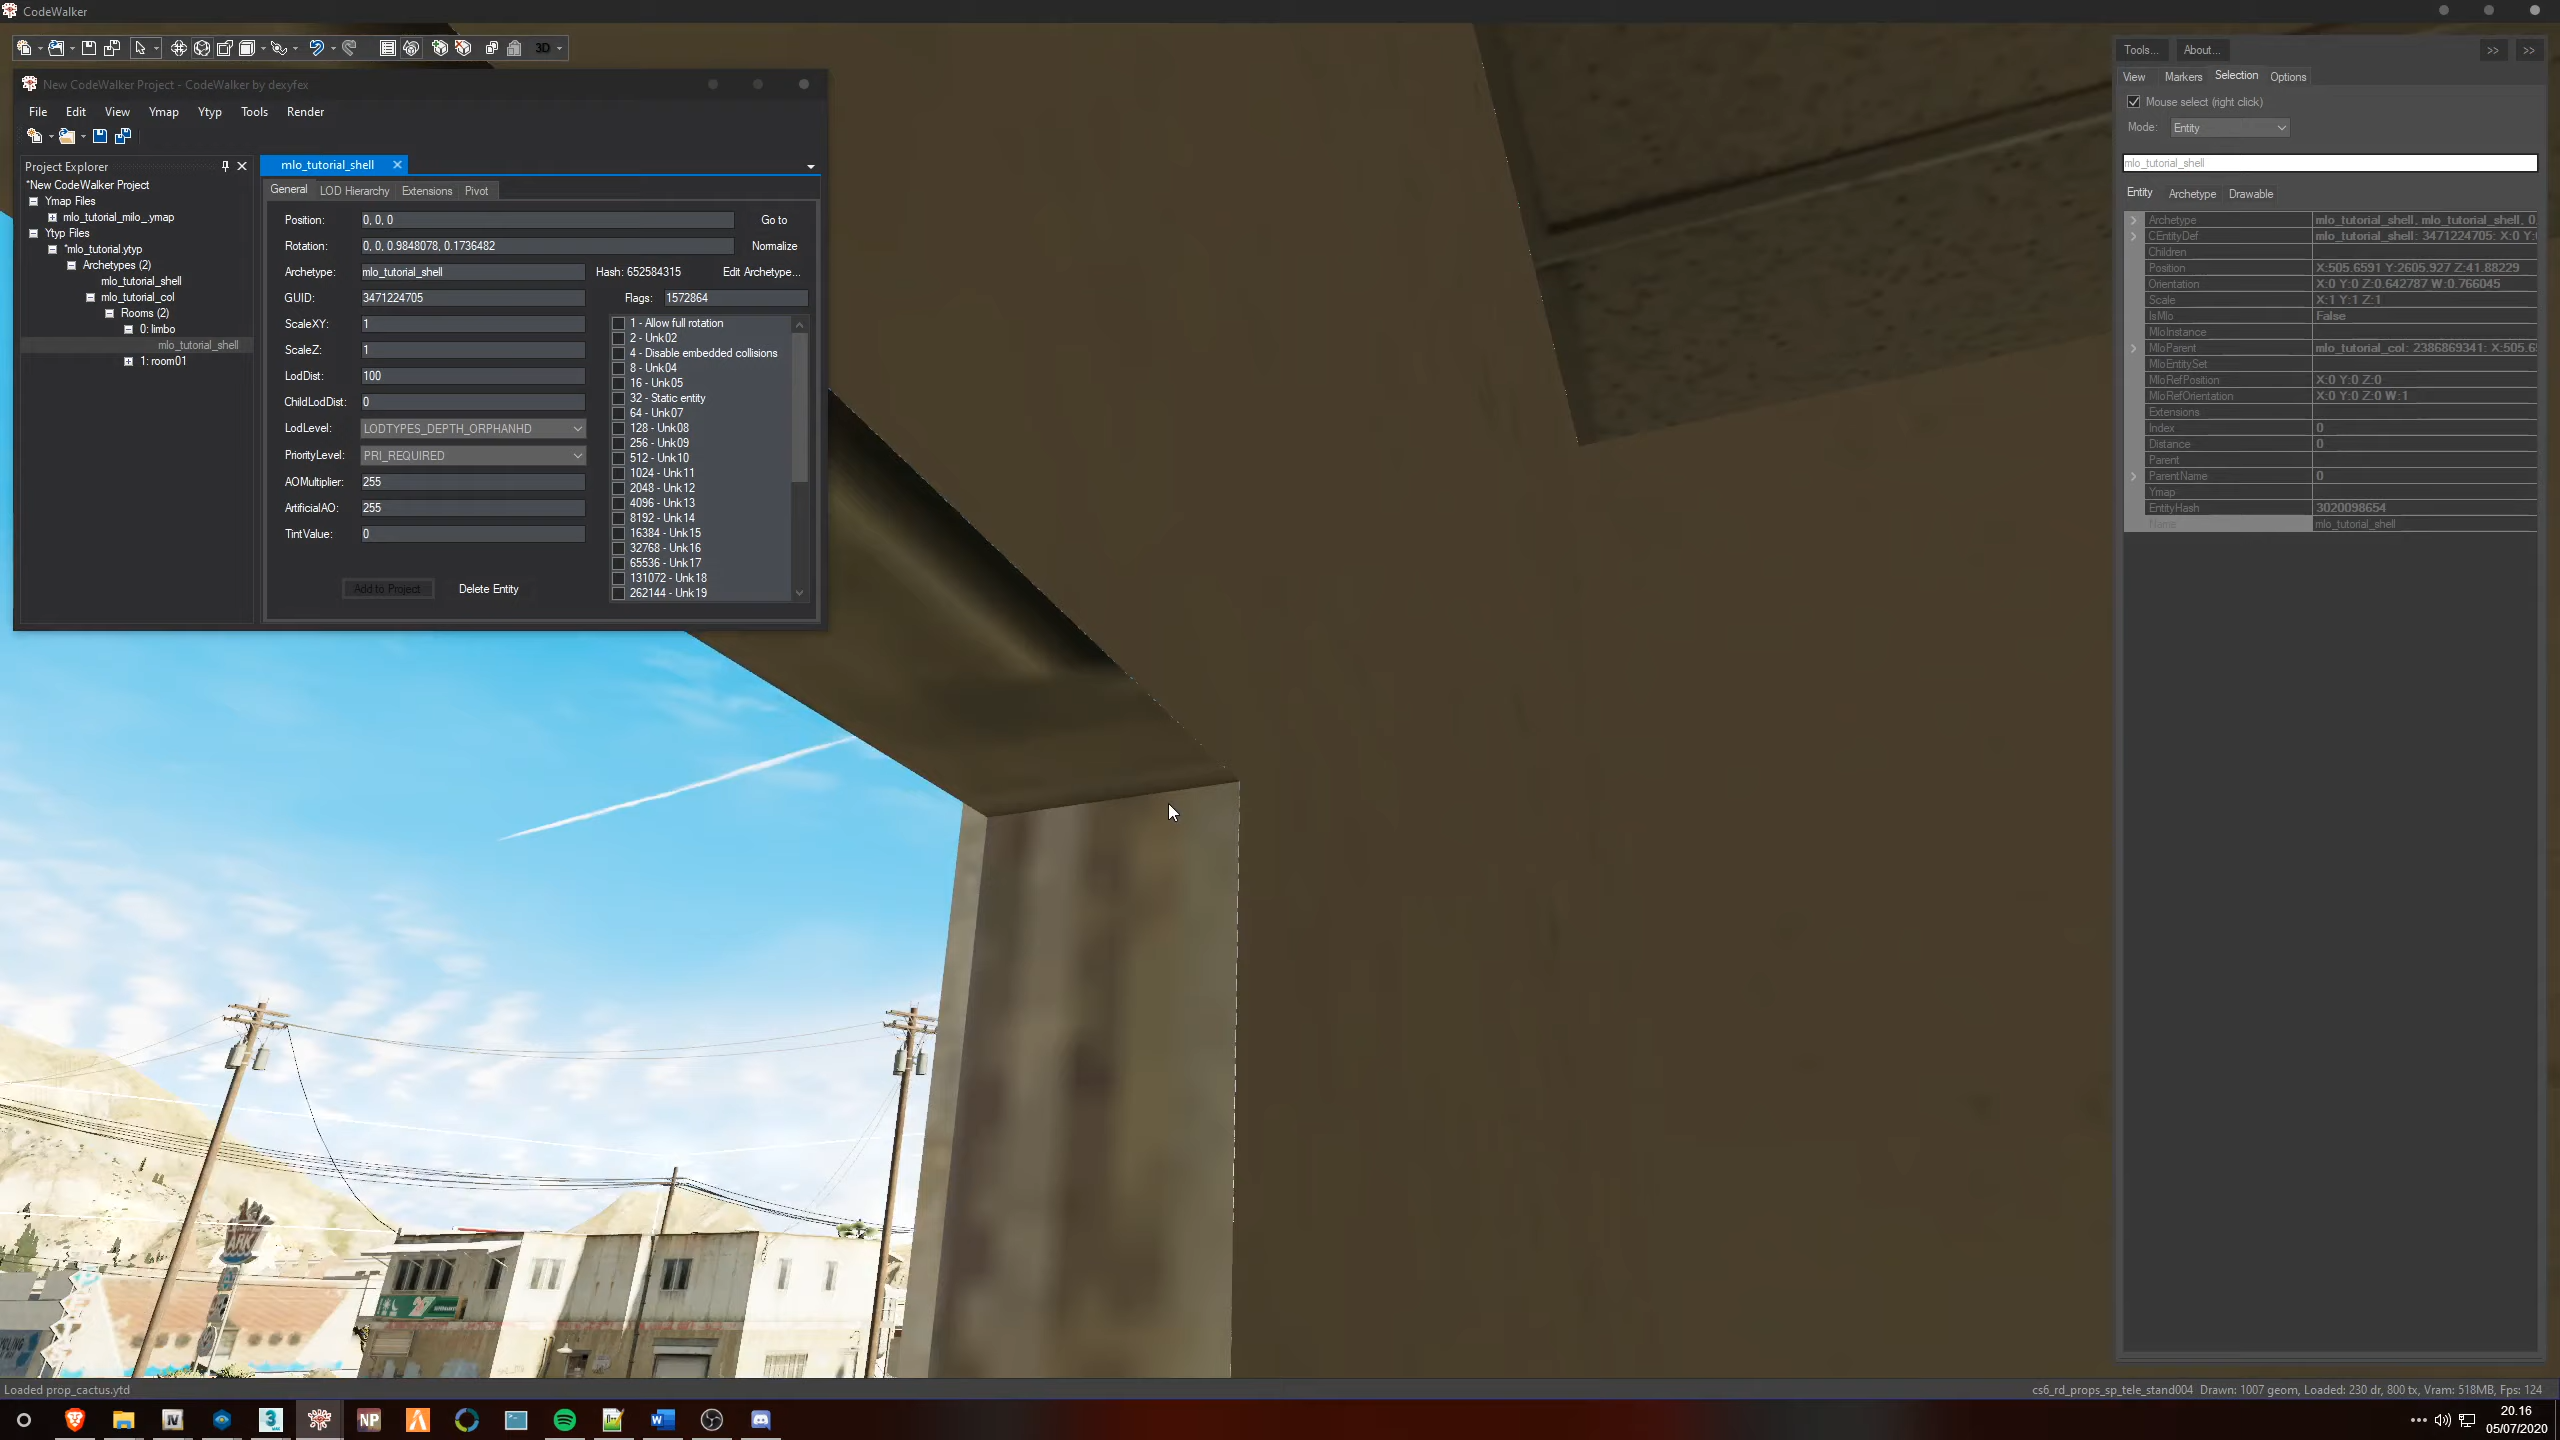 CodeWalker
3D
New CodeWalker Project - CodeWalker by dexyfex
File Edit View Ymap Ytyp Tools Render
Project Explorer
*New CodeWalker Project
Ymap Files
mlo_tutorial_milo_.ymap
Ytyp Files
*mlo_tutorial.ytyp
Archetypes (2)
mlo_tutorial_shell
mlo_tutorial_col
Rooms (2)
0: limbo
mlo_tutorial_shell
1: room01
mlo_tutorial_shell
General LOD Hierarchy Extensions Pivot
Position: 0, 0, 0 Go to
Rotation: 0, 0, 0.9848078, 0.1736482 Normalize
Archetype: mlo_tutorial_shell Hash: 652584315 Edit Archetype...
GUID: 3471224705 Flags: 1572864
ScaleXY: 1
ScaleZ: 1
LodDist: 100
ChildLodDist: 0
LodLevel: LODTYPES_DEPTH_ORPHANHD
PriorityLevel: PRI_REQUIRED
AOMultiplier: 255
ArtificialAO: 255
TintValue: 0
Add to Project Delete Entity
1 - Allow full rotation
2 - Unk02
4 - Disable embedded collisions
8 - Unk04
16 - Unk05
32 - Static entity
64 - Unk07
128 - Unk08
256 - Unk09
512 - Unk10
1024 - Unk11
2048 - Unk12
4096 - Unk13
8192 - Unk14
16384 - Unk15
32768 - Unk16
65536 - Unk17
131072 - Unk18
262144 - Unk19
Tools... About... >> >>
View Markers Selection Options
Mouse select (right click)
Mode: Entity
mlo_tutorial_shell
Entity Archetype Drawable
Archetype mlo_tutorial_shell, mlo_tutorial_shell, 0
CEntityDef mlo_tutorial_shell: 3471224705: X:0 Y:
Children
Position X:505.6591 Y:2605.927 Z:41.88229
Orientation X:0 Y:0 Z:0.642787 W:0.766045
Scale X:1 Y:1 Z:1
IsMlo False
MloInstance
MloParent mlo_tutorial_col: 2386869341: X:505.6
MloEntitySet
MloRefPosition X:0 Y:0 Z:0
MloRefOrientation X:0 Y:0 Z:0 W:1
Extensions
Index 0
Distance 0
Parent
ParentName 0
Ymap
EntityHash 3020098654
Name mlo_tutorial_shell
ARK
24/7
Loaded prop_cactus.ytd
cs6_rd_props_sp_tele_stand004 Drawn: 1007 geom, Loaded: 230 dr, 800 tx, Vram: 518MB, Fps: 124
IV
3
NP
20.16
05/07/2020